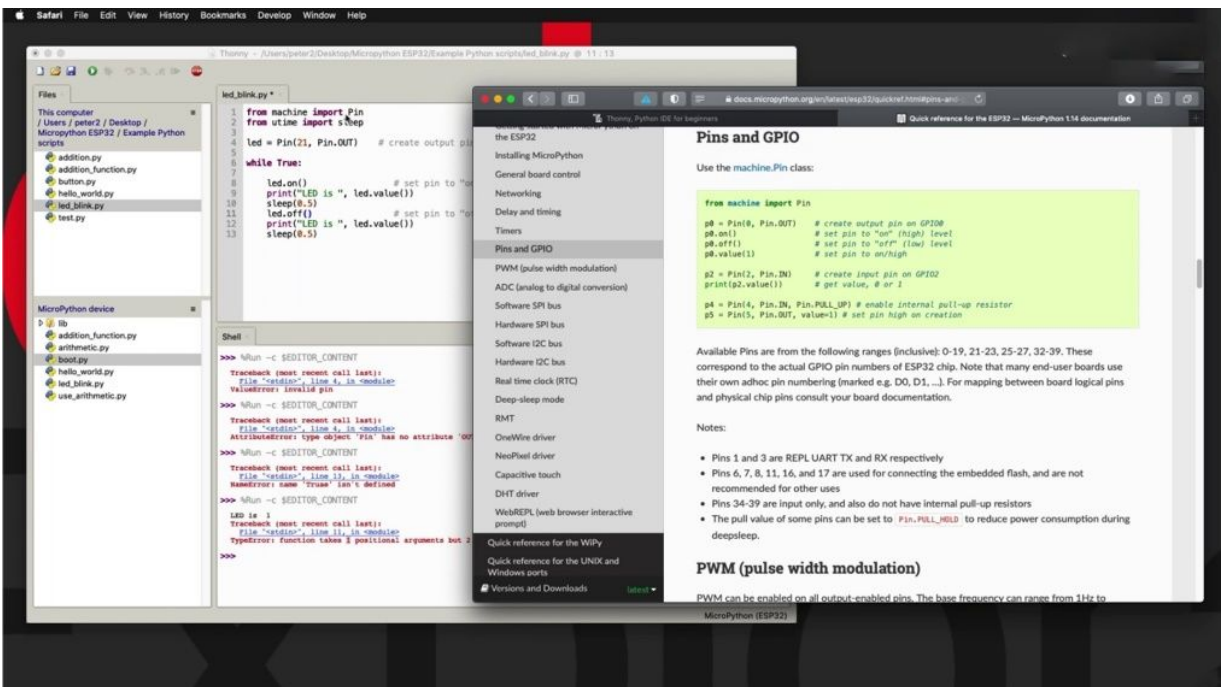 Safari File Edit View History Bookmarks Develop Window Help
Thonny - /Users/peter2/Desktop/Micropython ESP32/Example Python scripts/led_blink.py @ 11 : 13
Files
This computer
/ Users / peter2 / Desktop /
Micropython ESP32 / Example Python
scripts
addition.py
addition_function.py
button.py
hello_world.py
led_blink.py
test.py
MicroPython device
lib
addition_function.py
arithmetic.py
boot.py
hello_world.py
led_blink.py
use_arithmetic.py
led_blink.py *
1 from machine import Pin
2 from utime import sleep
3
4 led = Pin(21, Pin.OUT) # create output pin
5
6 while True:
7
8 led.on() # set pin to "on
9 print("LED is ", led.value())
10 sleep(0.5)
11 led.off() # set pin to "o
12 print("LED is ", led.value())
13 sleep(0.5)
Shell
>>> %Run -c $EDITOR_CONTENT
Traceback (most recent call last):
File "<stdin>", line 4, in <module>
ValueError: invalid pin
>>> %Run -c $EDITOR_CONTENT
Traceback (most recent call last):
File "<stdin>", line 4, in <module>
AttributeError: type object 'Pin' has no attribute 'OU
>>> %Run -c $EDITOR_CONTENT
Traceback (most recent call last):
File "<stdin>", line 13, in <module>
NameError: name 'Truse' isn't defined
>>> %Run -c $EDITOR_CONTENT
LED is 1
Traceback (most recent call last):
File "<stdin>", line 11, in <module>
TypeError: function takes 1 positional arguments but 2
>>>
MicroPython (ESP32)
docs.micropython.org/en/latest/esp32/quickref.html#pins-and-
Thonny, Python IDE for beginners
Quick reference for the ESP32 — MicroPython 1.14 documentation
the ESP32
Installing MicroPython
General board control
Networking
Delay and timing
Timers
Pins and GPIO
PWM (pulse width modulation)
ADC (analog to digital conversion)
Software SPI bus
Hardware SPI bus
Software I2C bus
Hardware I2C bus
Real time clock (RTC)
Deep-sleep mode
RMT
OneWire driver
NeoPixel driver
Capacitive touch
DHT driver
WebREPL (web browser interactive
prompt)
Quick reference for the WiPy
Quick reference for the UNIX and
Windows ports
Versions and Downloads latest
Pins and GPIO
Use the machine.Pin class:
from machine import Pin
p0 = Pin(0, Pin.OUT) # create output pin on GPIO0
p0.on() # set pin to "on" (high) level
p0.off() # set pin to "off" (low) level
p0.value(1) # set pin to on/high
p2 = Pin(2, Pin.IN) # create input pin on GPIO2
print(p2.value()) # get value, 0 or 1
p4 = Pin(4, Pin.IN, Pin.PULL_UP) # enable internal pull-up resistor
p5 = Pin(5, Pin.OUT, value=1) # set pin high on creation
Available Pins are from the following ranges (inclusive): 0-19, 21-23, 25-27, 32-39. These
correspond to the actual GPIO pin numbers of ESP32 chip. Note that many end-user boards use
their own adhoc pin numbering (marked e.g. D0, D1, ...). For mapping between board logical pins
and physical chip pins consult your board documentation.
Notes:
• Pins 1 and 3 are REPL UART TX and RX respectively
• Pins 6, 7, 8, 11, 16, and 17 are used for connecting the embedded flash, and are not
recommended for other uses
• Pins 34-39 are input only, and also do not have internal pull-up resistors
• The pull value of some pins can be set to Pin.PULL_HOLD to reduce power consumption during
deepsleep.
PWM (pulse width modulation)
PWM can be enabled on all output-enabled pins. The base frequency can range from 1Hz to